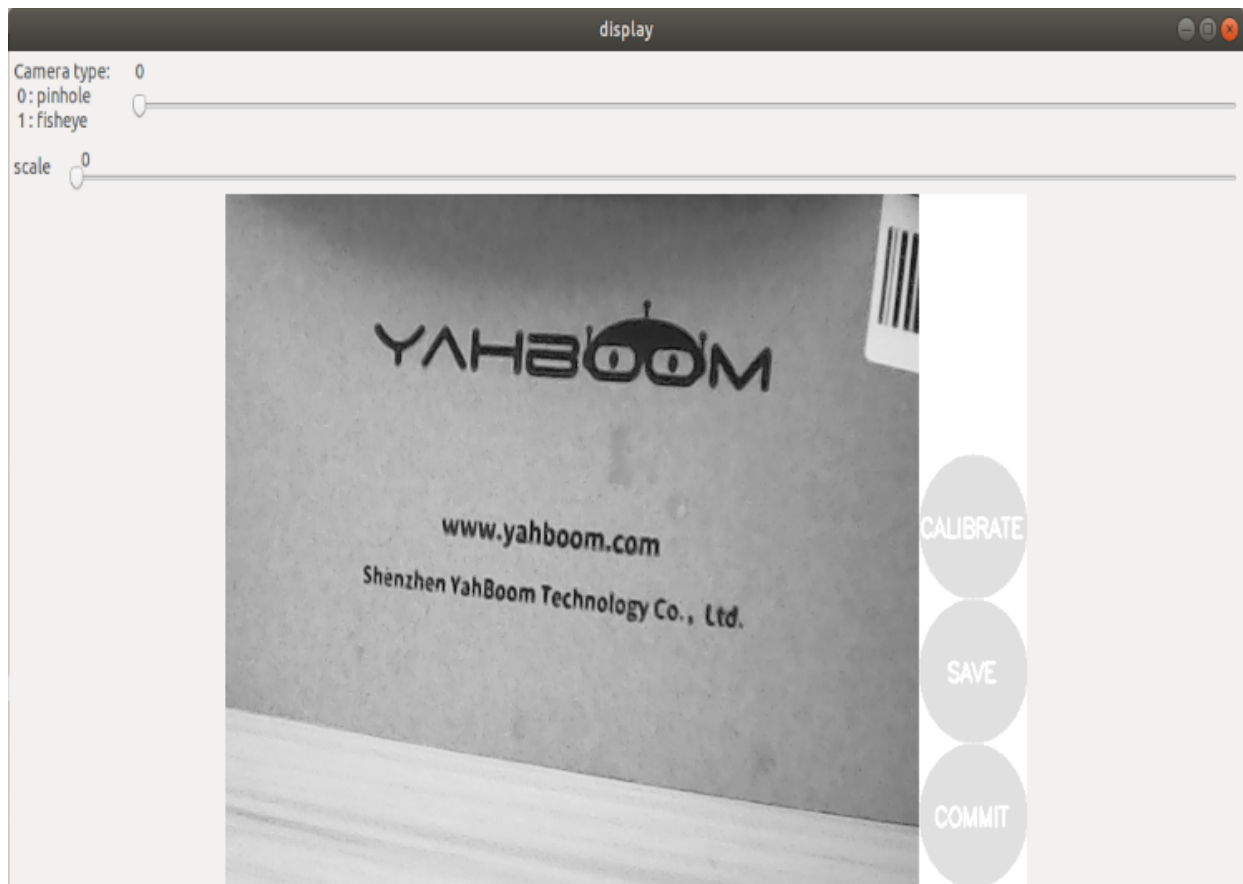 display
Camera type: 0
0 : pinhole
1 : fisheye
scale 0
YAHBOOM
www.yahboom.com
Shenzhen YahBoom Technology Co., Ltd.
CALIBRATE
SAVE
COMMIT